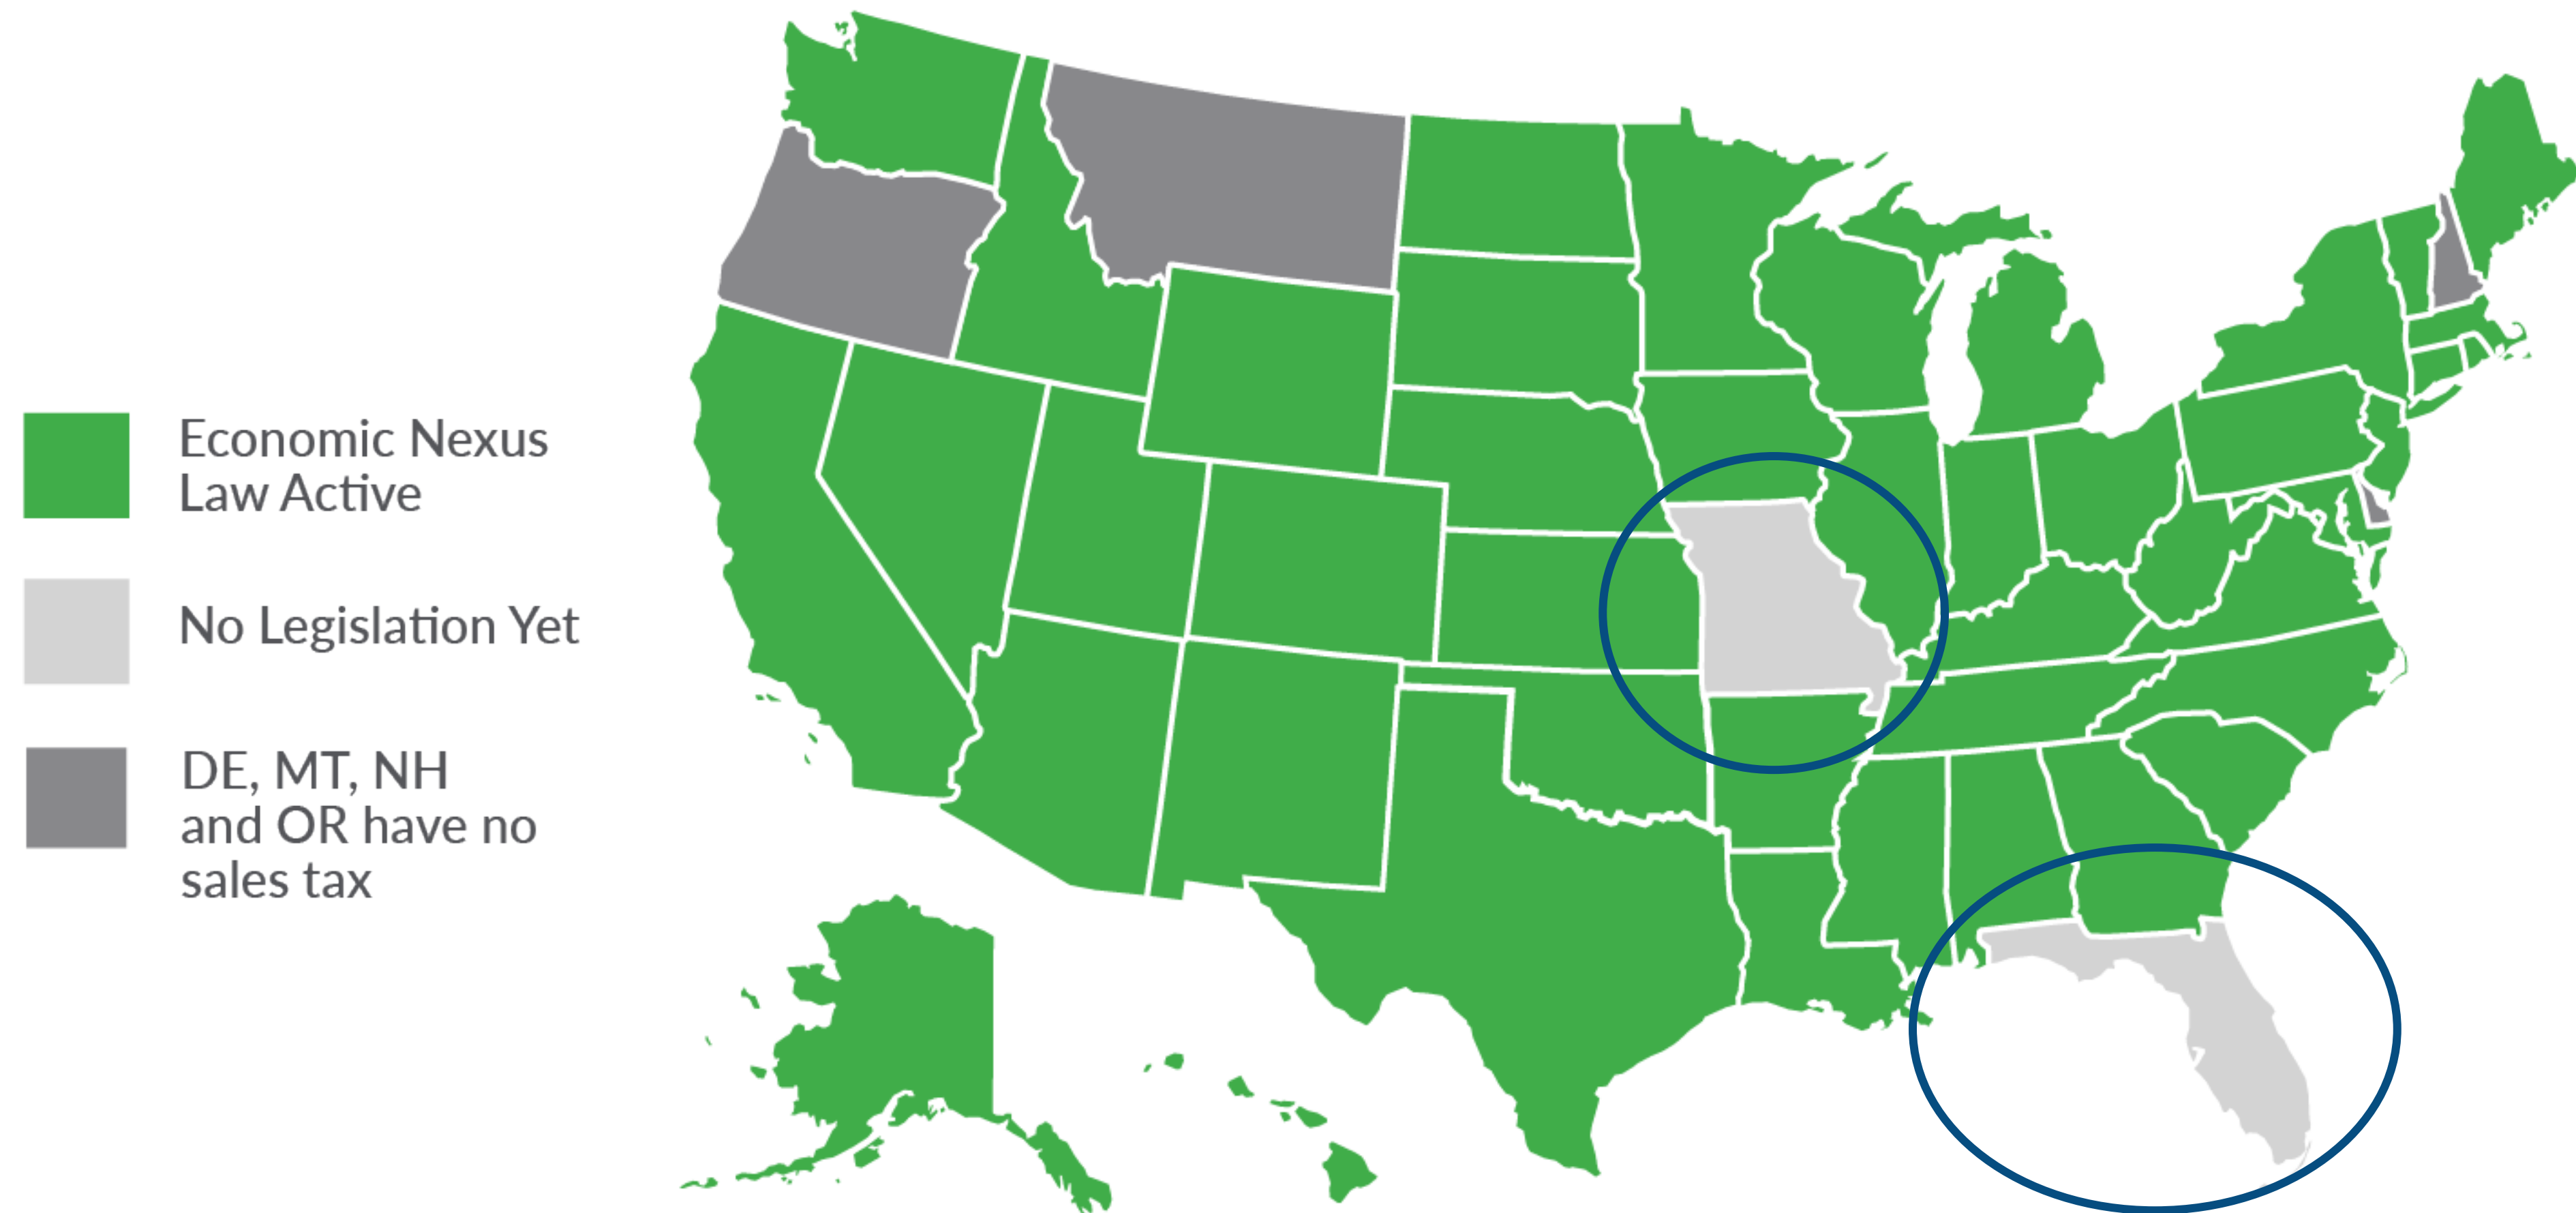 Economic Nexus
Law Active
No Legislation Yet
DE, MT, NH
and OR have no
sales tax